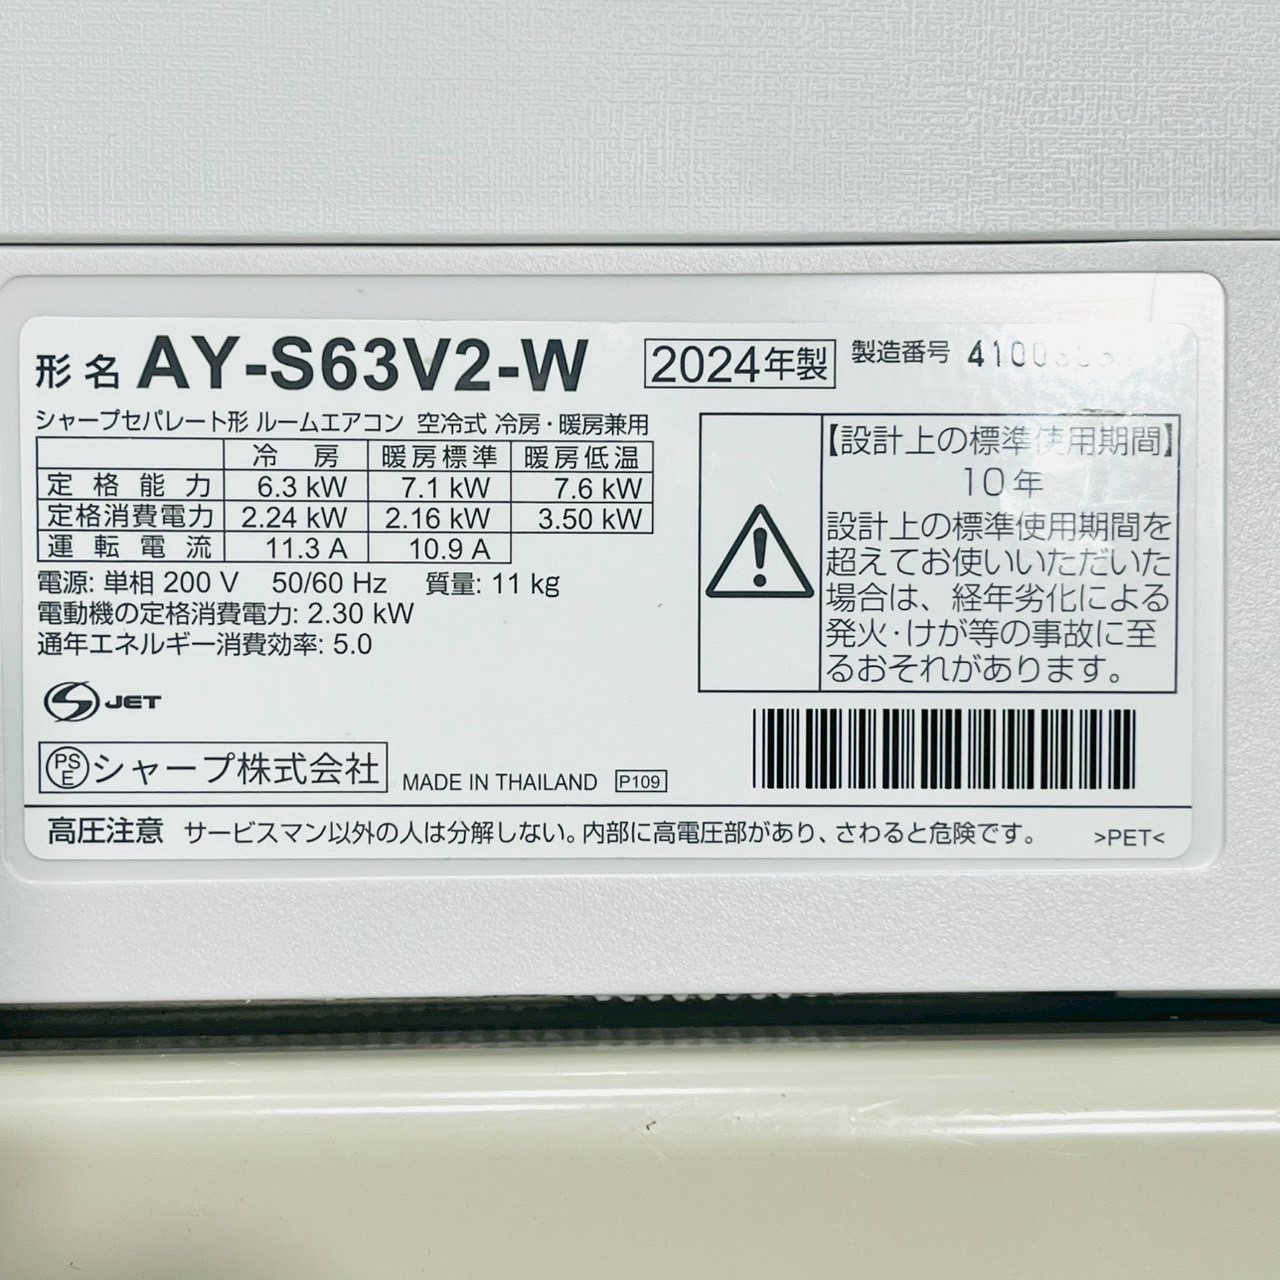 形名 AY-S63V2-W
2024年製
製造番号
シャープセパレート形 ルームエアコン 空冷式 冷房・暖房兼用
冷房 暖房標準 暖房低温
定格能力 6.3 kW 7.1 kW 7.6 kW
定格消費電力 2.24 kW 2.16 kW 3.50 kW
運転電流 11.3 A 10.9 A
電源: 単相 200 V 50/60 Hz 質量: 11 kg
電動機の定格消費電力: 2.30 kW
通年エネルギー消費効率: 5.0
【設計上の標準使用期間】
10年
設計上の標準使用期間を
超えてお使いいただいた
場合は、経年劣化による
発火・けが等の事故に至
るおそれがあります。
JET
PSE シャープ株式会社 MADE IN THAILAND P109
高圧注意 サービスマン以外の人は分解しない。内部に高電圧部があり、さわると危険です。 >PET<